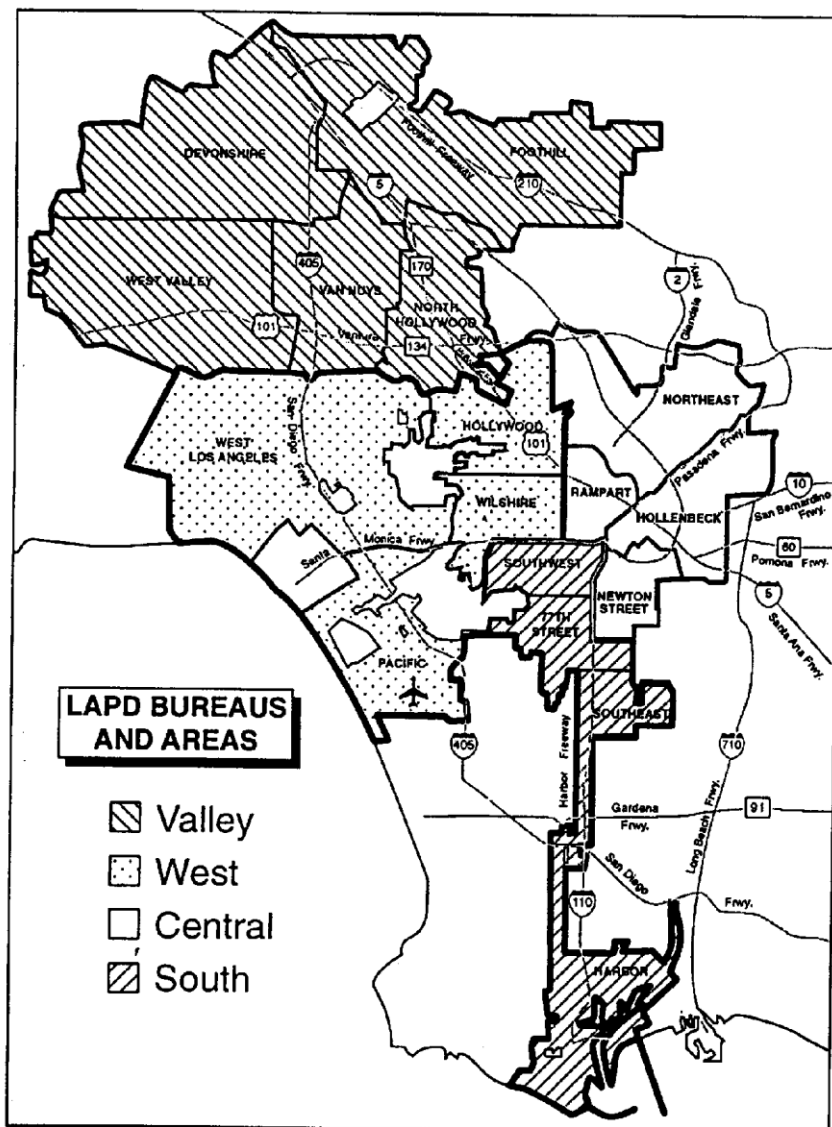 DEVONSHIRE
FOOTHILL
Foothill Freeway
5
210
405
170
WEST VALLEY
VAN NUYS
NORTH
HOLLYWOOD
2
Glendale Frwy.
101
Ventura
134
Frwy.
NORTHEAST
San Diego Frwy.
HOLLYWOOD
101
WEST
LOS ANGELES
Pasadena Frwy.
RAMPART
WILSHIRE
HOLLENBECK
10
San Bernardino
Frwy.
Santa
Monica Frwy.
60
Pomona Frwy.
SOUTHWEST
NEWTON
STREET
5
Santa Ana Frwy.
77TH
STREET
PACIFIC
SOUTHEAST
LAPD BUREAUS
AND AREAS
405
Harbor Freeway
710
Long Beach Frwy.
Gardena
Frwy.
91
Valley
West
Central
South
San Diego
Frwy.
110
HARBOR